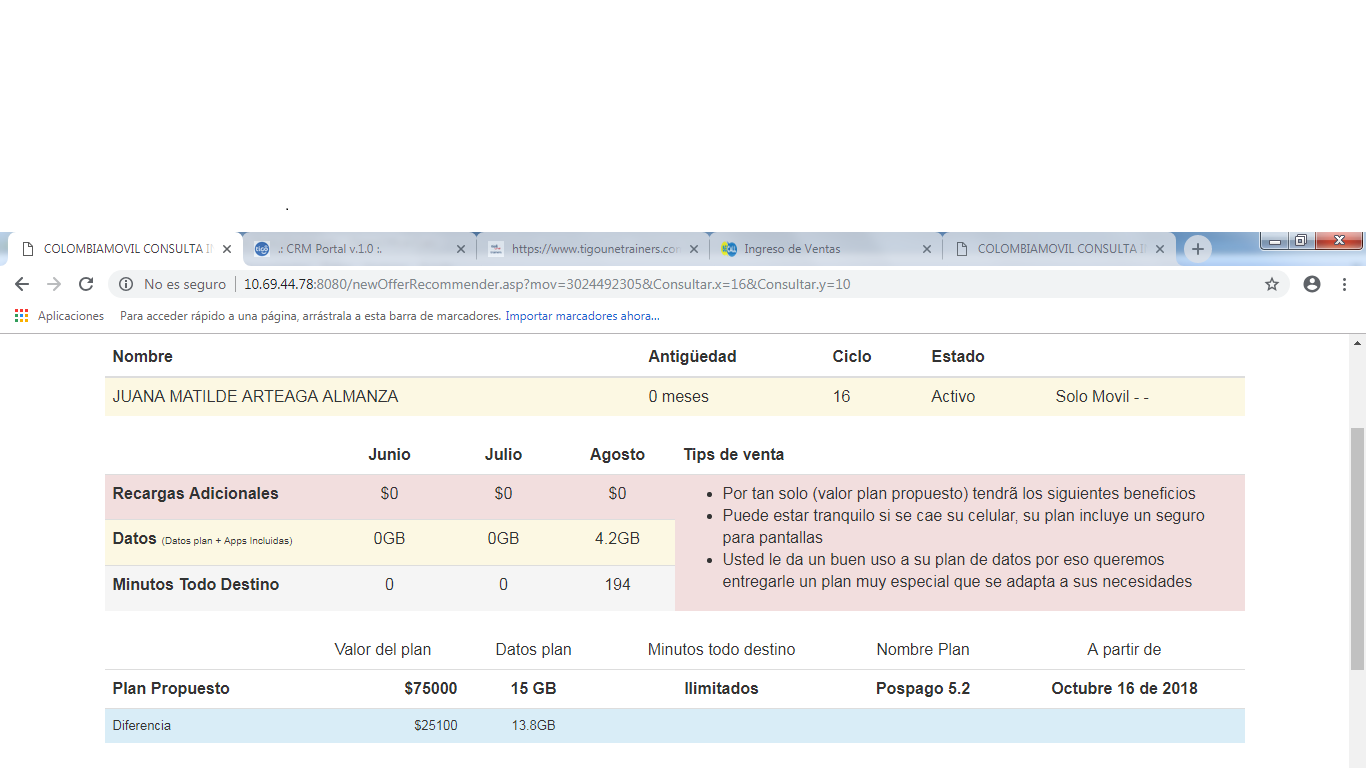 .
COLOMBIAMOVIL CONSULTA I
.: CRM Portal v.1.0 :.
https://www.tigounetrainers.con
Ingreso de Ventas
COLOMBIAMOVIL CONSULTA I
No es seguro 10.69.44.78:8080/newOfferRecommender.asp?mov=3024492305&Consultar.x=16&Consultar.y=10
Aplicaciones Para acceder rápido a una página, arrástrala a esta barra de marcadores. Importar marcadores ahora...
Nombre Antigüedad Ciclo Estado
JUANA MATILDE ARTEAGA ALMANZA 0 meses 16 Activo Solo Movil - -
Junio Julio Agosto Tips de venta
Recargas Adicionales $0 $0 $0
Datos (Datos plan + Apps Incluidas) 0GB 0GB 4.2GB
Minutos Todo Destino 0 0 194
Por tan solo (valor plan propuesto) tendrã los siguientes beneficios
Puede estar tranquilo si se cae su celular, su plan incluye un seguro
para pantallas
Usted le da un buen uso a su plan de datos por eso queremos
entregarle un plan muy especial que se adapta a sus necesidades
Valor del plan Datos plan Minutos todo destino Nombre Plan A partir de
Plan Propuesto $75000 15 GB Ilimitados Pospago 5.2 Octubre 16 de 2018
Diferencia $25100 13.8GB